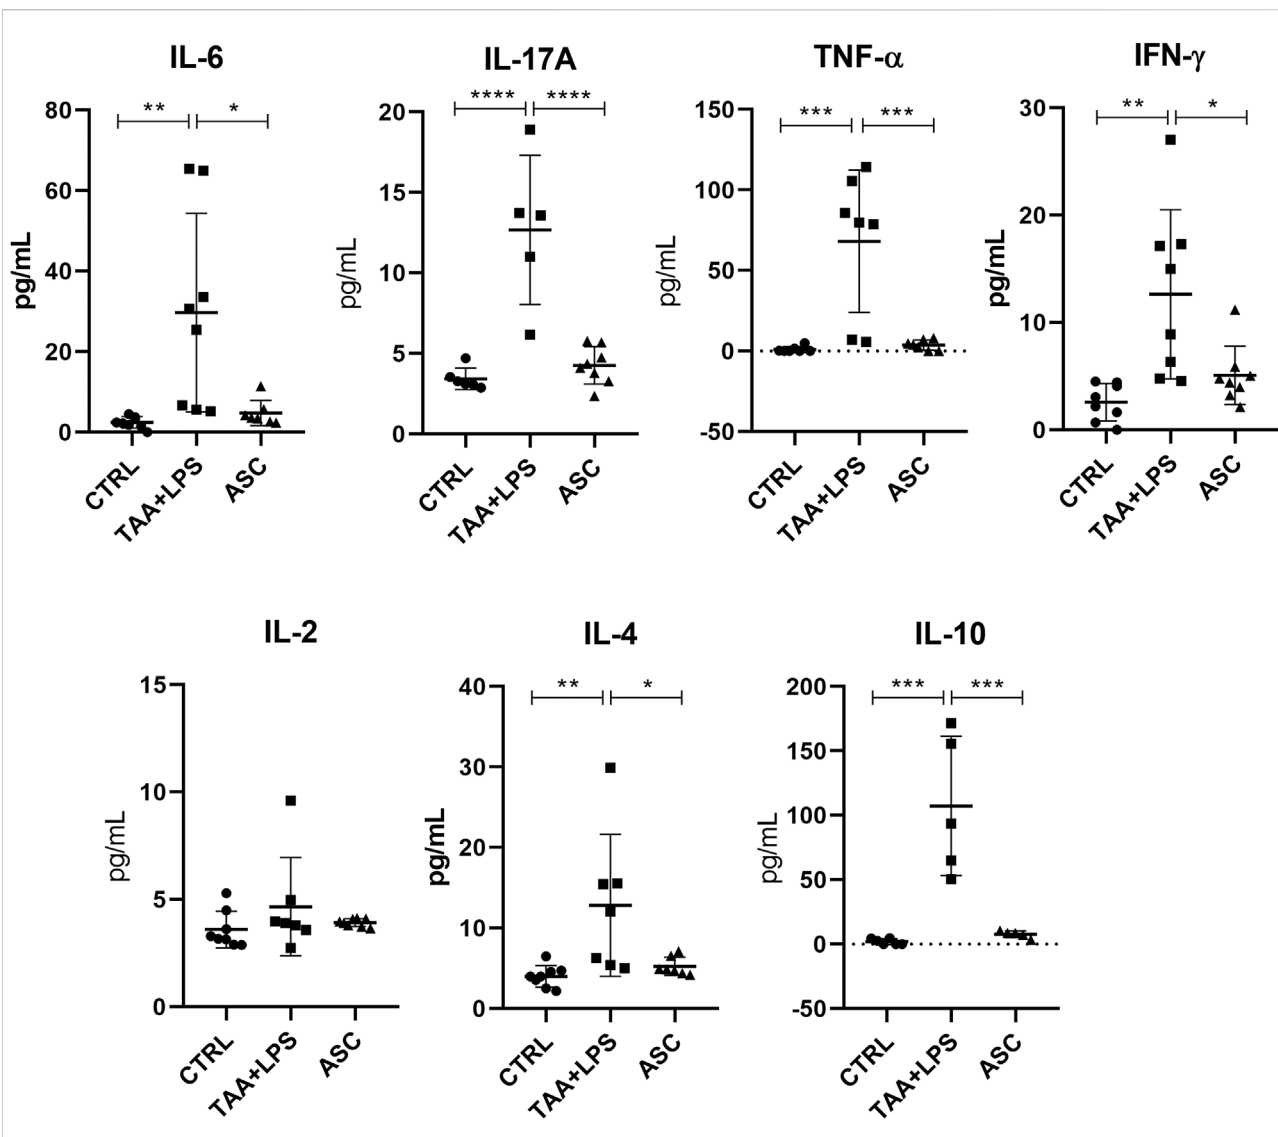 IL-6
** *
80
60
40
20
0
pg/mL
CTRL
TAA+LPS
ASC
IL-17A
**** ****
20
15
10
5
0
pg/mL
CTRL
TAA+LPS
ASC
TNF-α
*** ***
150
100
50
0
-50
pg/mL
CTRL
TAA+LPS
ASC
IFN-γ
** *
30
20
10
0
pg/mL
CTRL
TAA+LPS
ASC
IL-2
15
10
5
0
pg/mL
CTRL
TAA+LPS
ASC
IL-4
** *
40
30
20
10
0
pg/mL
CTRL
TAA+LPS
ASC
IL-10
*** ***
200
150
100
50
0
-50
pg/mL
CTRL
TAA+LPS
ASC